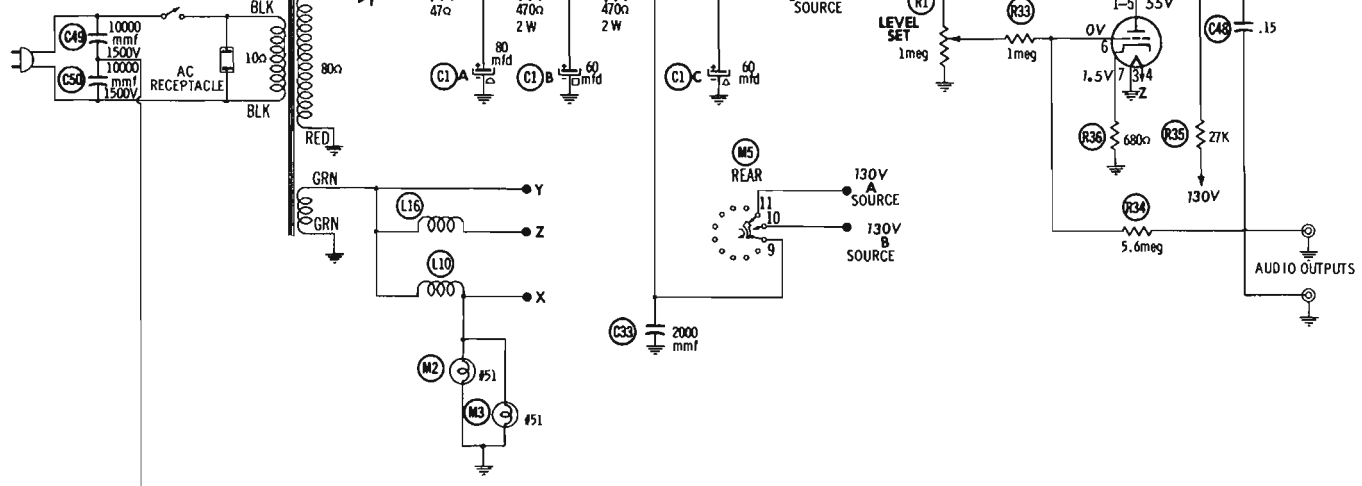 BLK
C49
10000
mmf
1500V
C50
10000
mmf
1500V
AC
RECEPTACLE
10Ω
BLK
80Ω
RED
GRN
GRN
47Ω
470Ω
2 W
470Ω
2 W
SOURCE
C1 A
80
mfd
C1 B
60
mfd
C1 C
60
mfd
Y
L16
Z
L10
X
M2
#51
M3
#51
C33
2000
mmf
M5
REAR
11
10
9
130V
A
SOURCE
130V
B
SOURCE
R1
LEVEL
SET
1meg
R33
1meg
0V
6
1-5
55V
1.5V
7
3
4
Z
R36
680Ω
R35
27K
130V
C48
.15
R34
5.6meg
AUDIO OUTPUTS